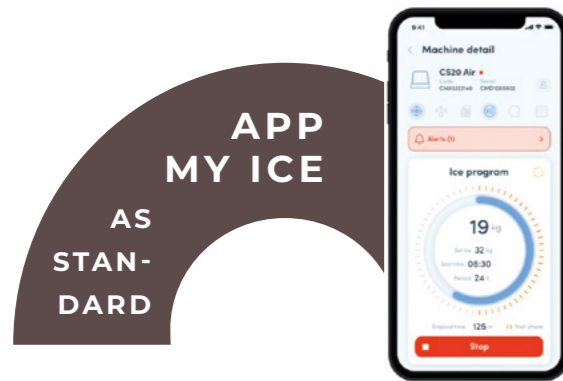 APP
MY ICE
AS
STAN-
DARD
9:41
Machine detail
CS20 Air
Alerts (1)
Ice program
19 kg
32 kg
08:30
24
125
Stop